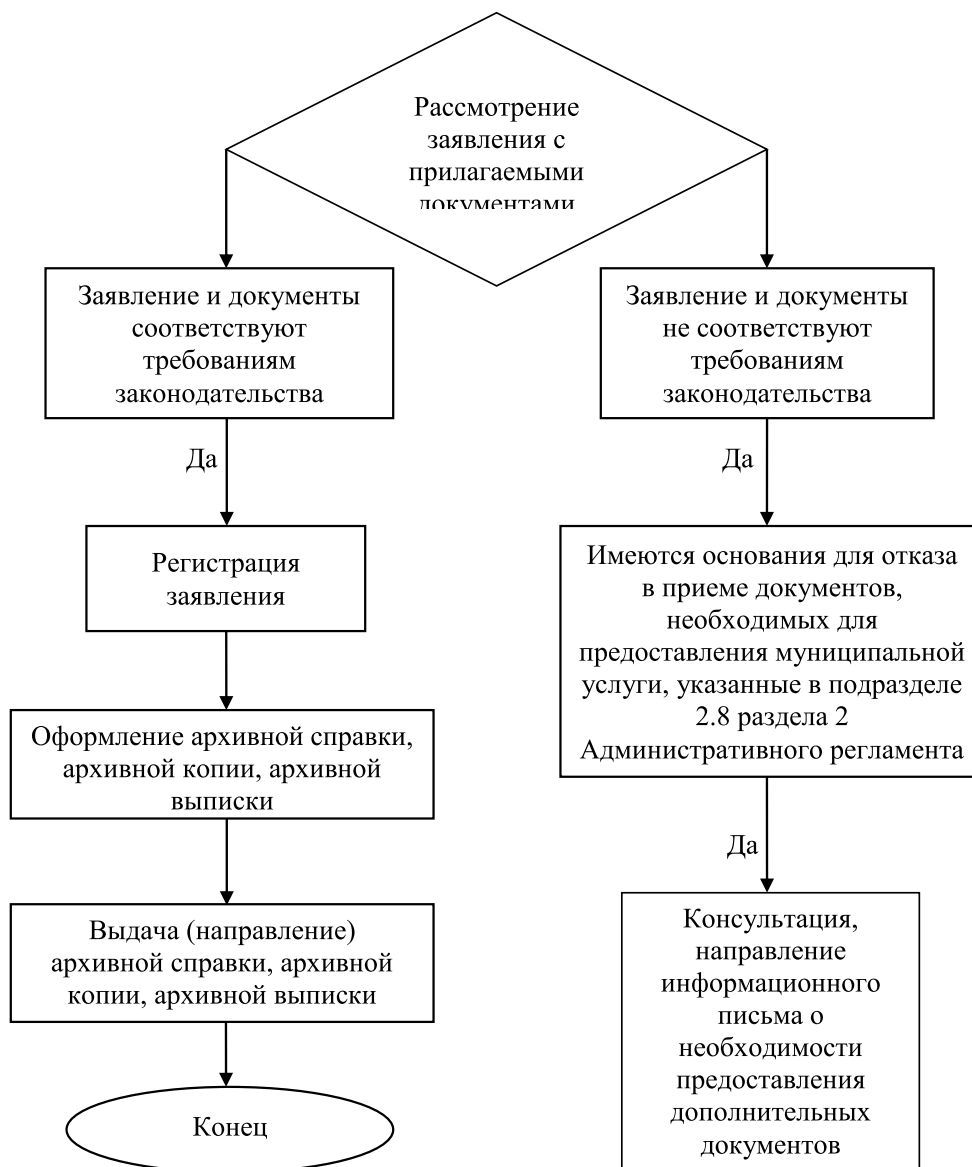 Рассмотрение
заявления с
прилагаемыми
документами
Заявление и документы
соответствуют
требованиям
законодательства
Заявление и документы
не соответствуют
требованиям
законодательства
Да
Да
Регистрация
заявления
Имеются основания для отказа
в приеме документов,
необходимых для
предоставления муниципальной
услуги, указанные в подразделе
2.8 раздела 2
Административного регламента
Оформление архивной справки,
архивной копии, архивной
выписки
Да
Выдача (направление)
архивной справки, архивной
копии, архивной выписки
Консультация,
направление
информационного
письма о
необходимости
предоставления
дополнительных
документов
Конец